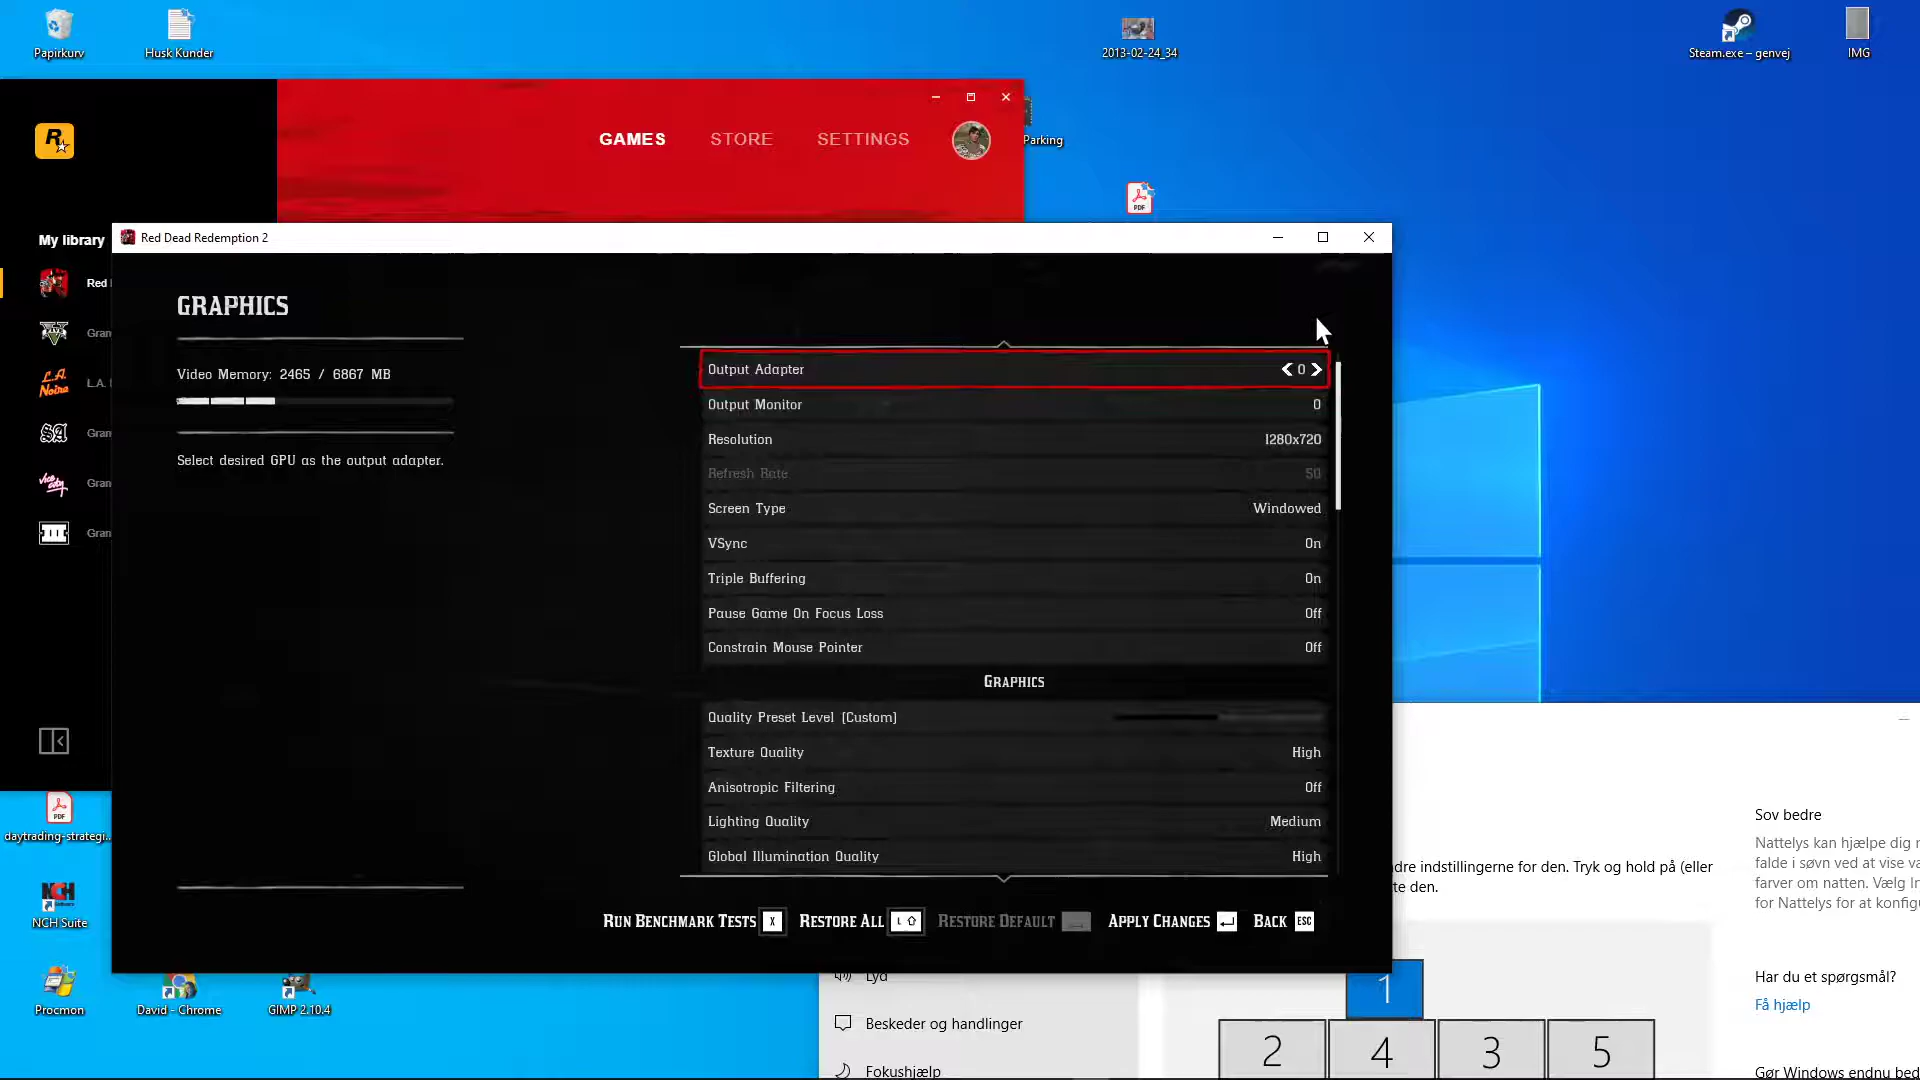 Papirkurv
Husk Kunder
2013-02-24_34
Steam.exe – genvej
IMG
GAMES STORE SETTINGS
Parking
PDF
My library
Red
Gran
L.A.
Gran
Gran
Gran
Red Dead Redemption 2
GRAPHICS
Video Memory: 2465 / 6867 MB
Select desired GPU as the output adapter.
Output Adapter 0
Output Monitor 0
Resolution 1280x720
Refresh Rate 50
Screen Type Windowed
VSync On
Triple Buffering On
Pause Game On Focus Loss Off
Constrain Mouse Pointer Off
GRAPHICS
Quality Preset Level (Custom)
Texture Quality High
Anisotropic Filtering Off
Lighting Quality Medium
Global Illumination Quality High
RUN BENCHMARK TESTS X RESTORE ALL L RESTORE DEFAULT APPLY CHANGES BACK ESC
PDF
daytrading-strategi...
NCH
NCH Suite
Procmon
David - Chrome
GIMP 2.10.4
Lyd
Beskeder og handlinger
Fokushjælp
dre indstillingerne for den. Tryk og hold på (eller
te den.
1
2 4 3 5
Sov bedre
Nattelys kan hjælpe dig
falde i søvn ved at vise
farver om natten. Vælg
for Nattelys for at
Har du et spørgsmål?
Få hjælp
Gør Windows endnu